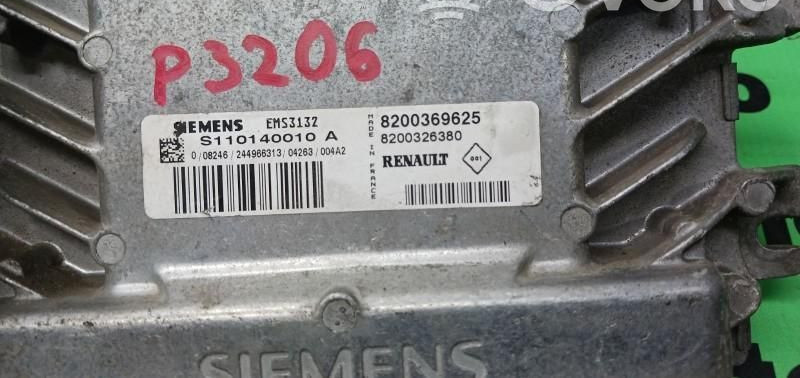 P3206
SIEMENS EMS3132
S110140010 A
0/08246/244966313/04263/004A2
MADE IN FRANCE
8200369625
8200326380
RENAULT
001
SIEMENS